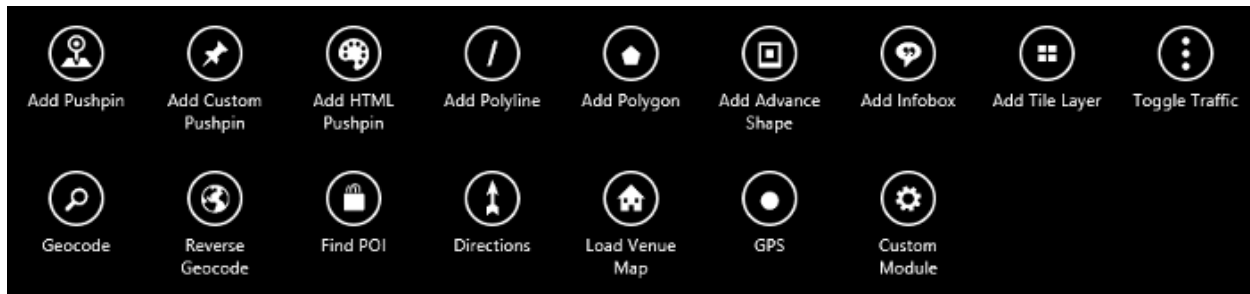 Add Pushpin
Add Custom
Pushpin
Add HTML
Pushpin
Add Polyline
Add Polygon
Add Advance
Shape
Add Infobox
Add Tile Layer
Toggle Traffic
Geocode
Reverse
Geocode
Find POI
Directions
Load Venue
Map
GPS
Custom
Module